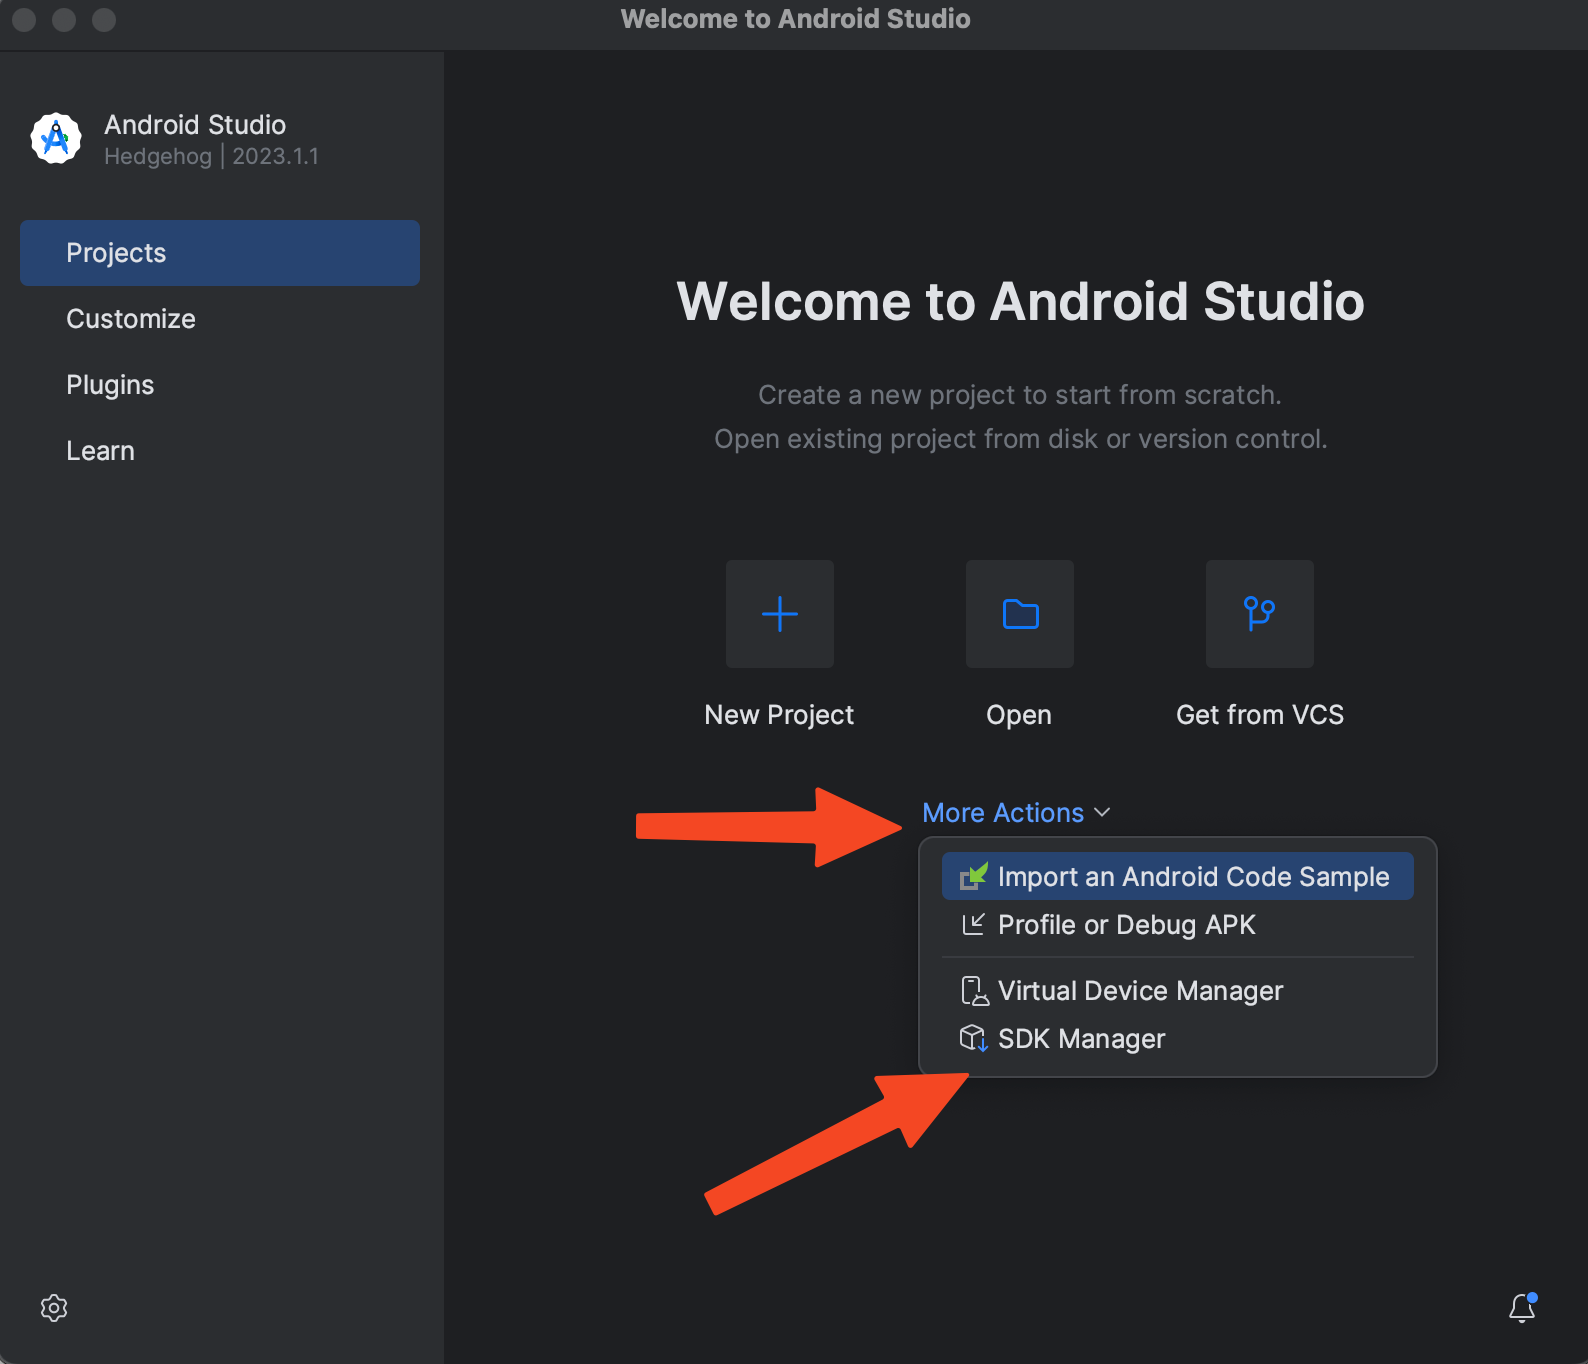 Welcome to Android Studio
Android Studio
Hedgehog | 2023.1.1
Projects
Customize
Plugins
Learn
Welcome to Android Studio
Create a new project to start from scratch.
Open existing project from disk or version control.
New Project
Open
Get from VCS
More Actions
Import an Android Code Sample
Profile or Debug APK
Virtual Device Manager
SDK Manager